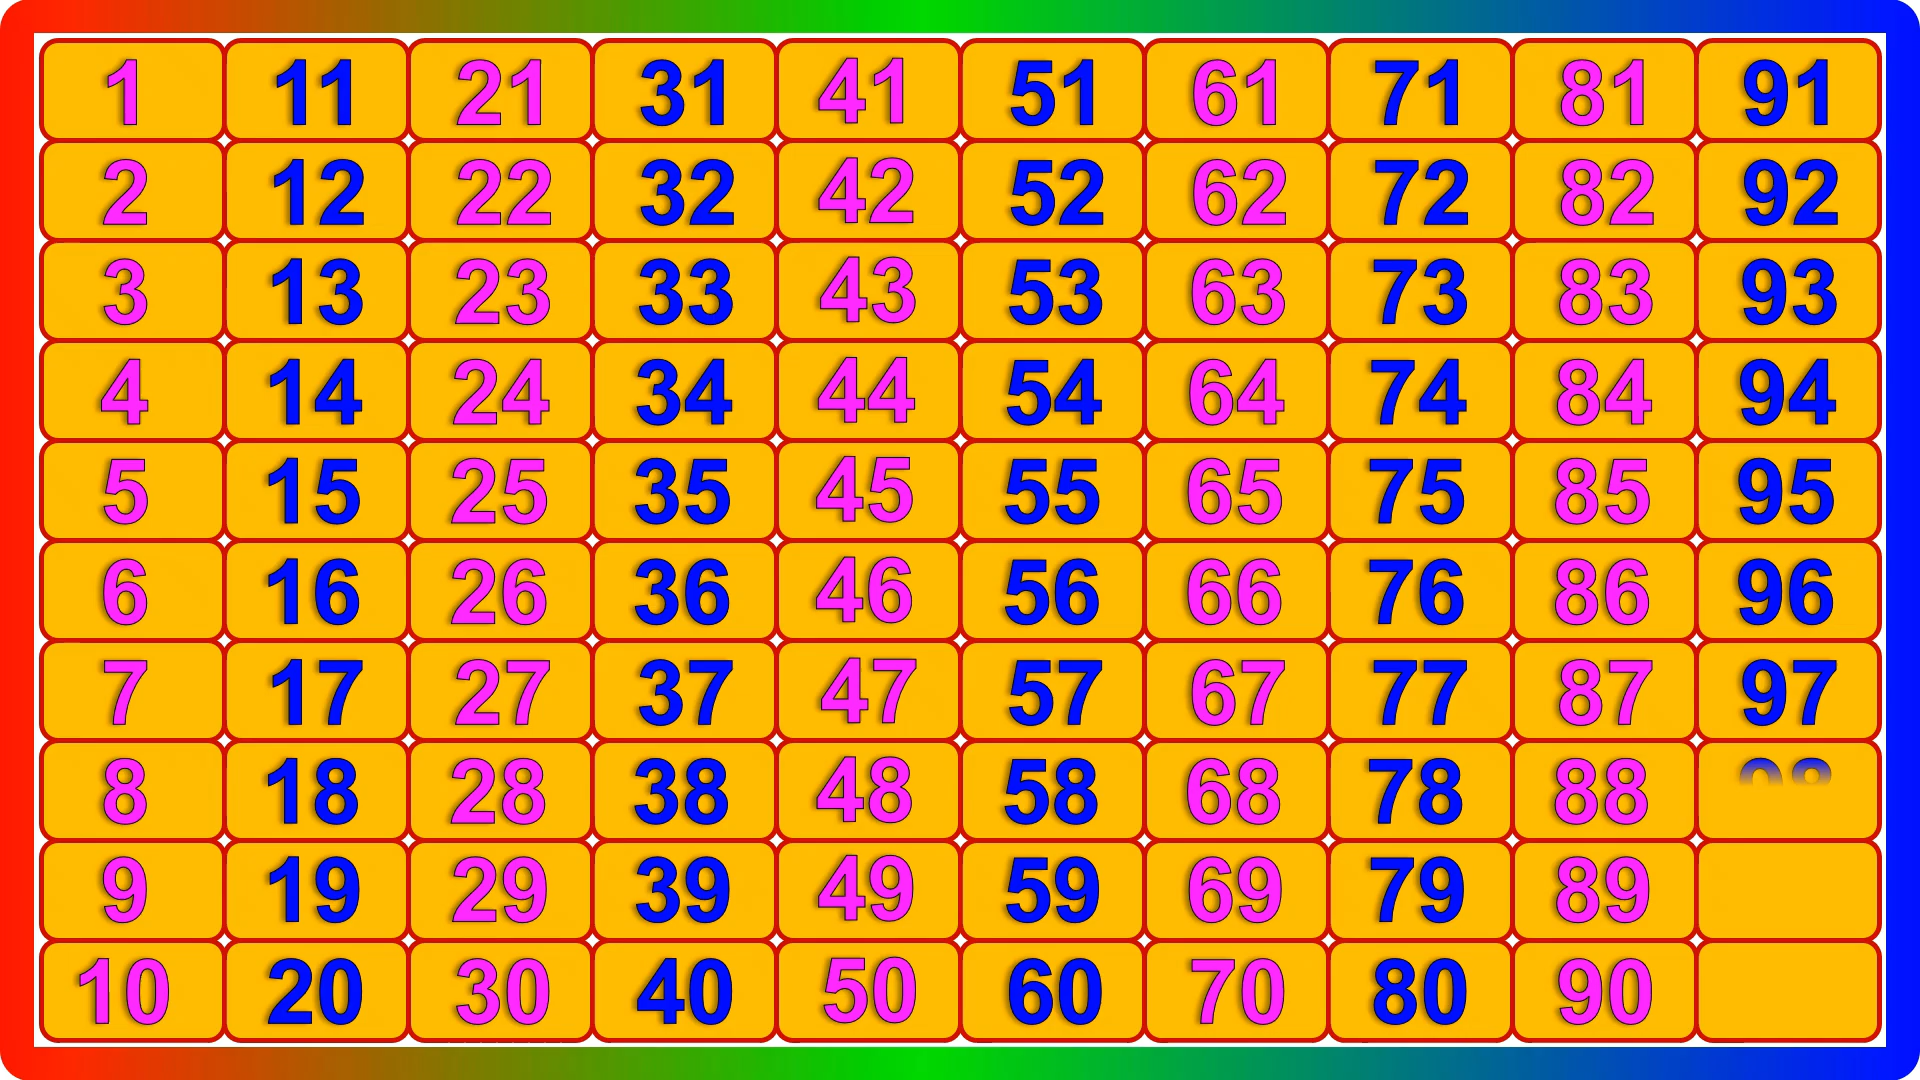 1 11 21 31 41 51 61 71 81 91
2 12 22 32 42 52 62 72 82 92
3 13 23 33 43 53 63 73 83 93
4 14 24 34 44 54 64 74 84 94
5 15 25 35 45 55 65 75 85 95
6 16 26 36 46 56 66 76 86 96
7 17 27 37 47 57 67 77 87 97
8 18 28 38 48 58 68 78 88
9 19 29 39 49 59 69 79 89
10 20 30 40 50 60 70 80 90